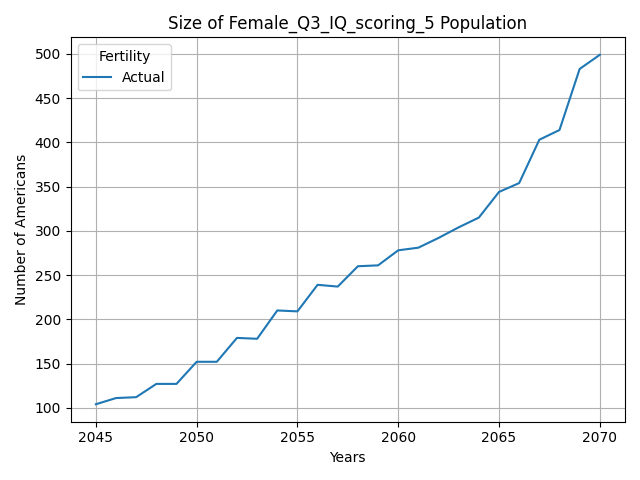 Size of Female_Q3_IQ_scoring_5 Population
Fertility
Actual
Number of Americans
500
450
400
350
300
250
200
150
100
2045 2050 2055 2060 2065 2070
Years